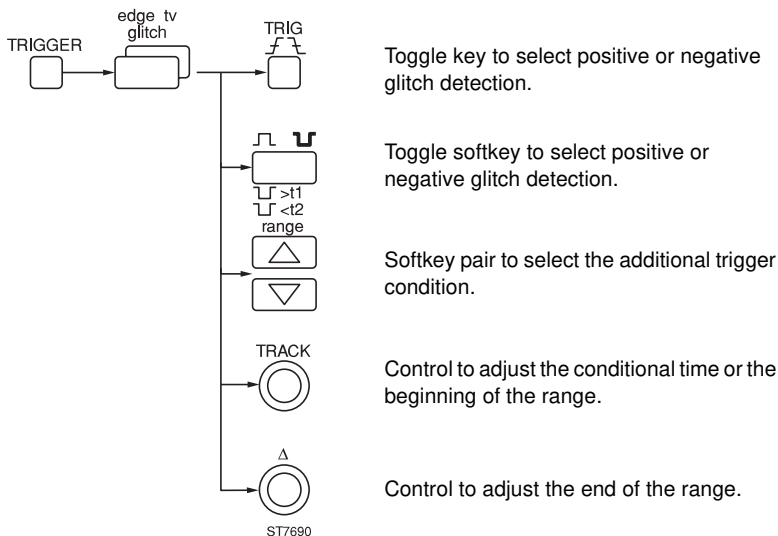 edge tv
glitch
TRIGGER
TRIG
Toggle key to select positive or negative
glitch detection.
Toggle softkey to select positive or
negative glitch detection.
>t1
<t2
range
Softkey pair to select the additional trigger
condition.
TRACK
Control to adjust the conditional time or the
beginning of the range.
Δ
Control to adjust the end of the range.
ST7690